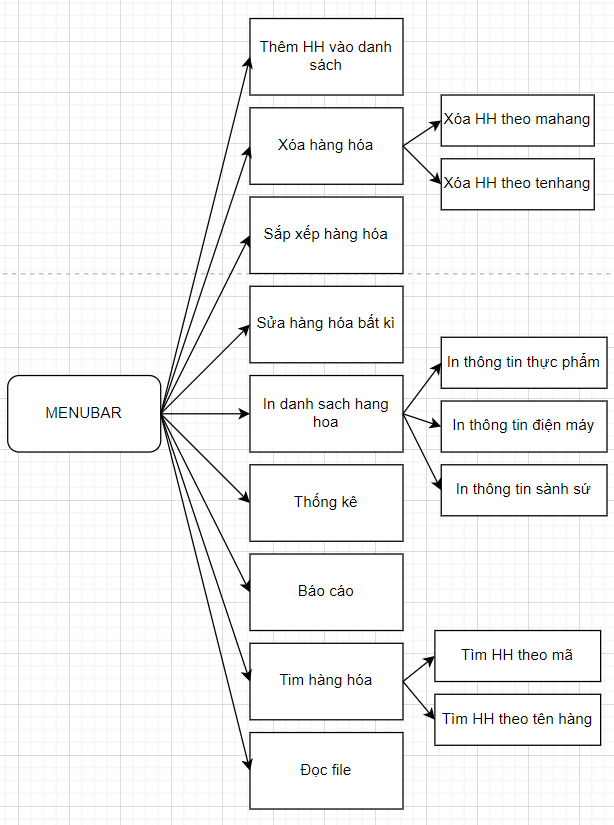 Thêm HH vào danh
sách
Xóa hàng hóa
Xóa HH theo mahang
Xóa HH theo tenhang
Sắp xếp hàng hóa
Sửa hàng hóa bất kì
MENUBAR
In danh sach hang
hoa
In thông tin thực phẩm
In thông tin điện máy
In thông tin sành sứ
Thống kê
Báo cáo
Tim hàng hóa
Tìm HH theo mã
Tìm HH theo tên hàng
Đọc file